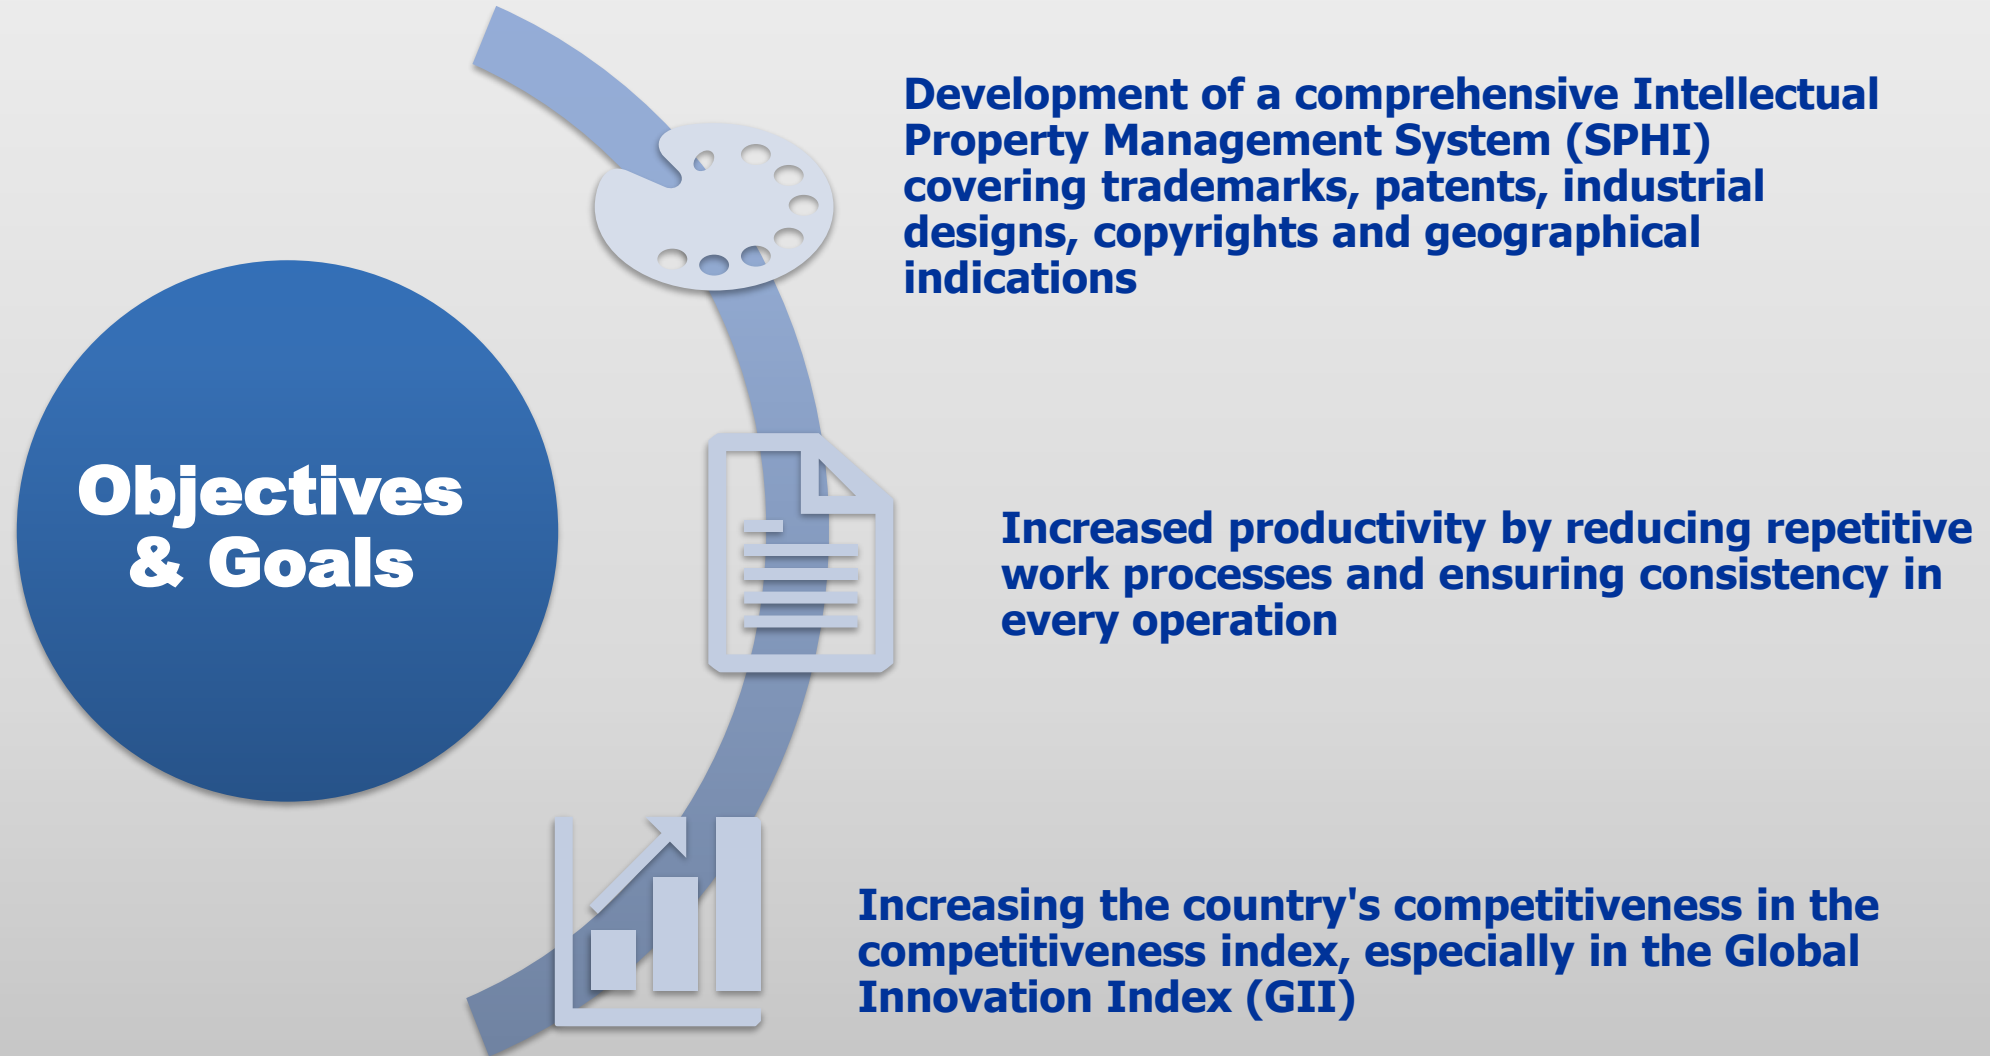 Objectives
& Goals
Development of a comprehensive Intellectual
Property Management System (SPHI)
covering trademarks, patents, industrial
designs, copyrights and geographical
indications
Increased productivity by reducing repetitive
work processes and ensuring consistency in
every operation
Increasing the country's competitiveness in the
competitiveness index, especially in the Global
Innovation Index (GII)